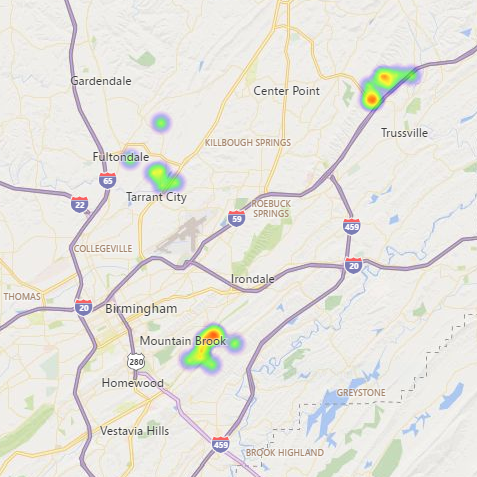 Gardendale
Center Point
Trussville
KILLBOUGH SPRINGS
Fultondale
65
Tarrant City
22
59
ROEBUCK
SPRINGS
459
COLLEGEVILLE
20
Irondale
THOMAS
20
Birmingham
Mountain Brook
280
Homewood
GREYSTONE
Vestavia Hills
459
BROOK HIGHLAND